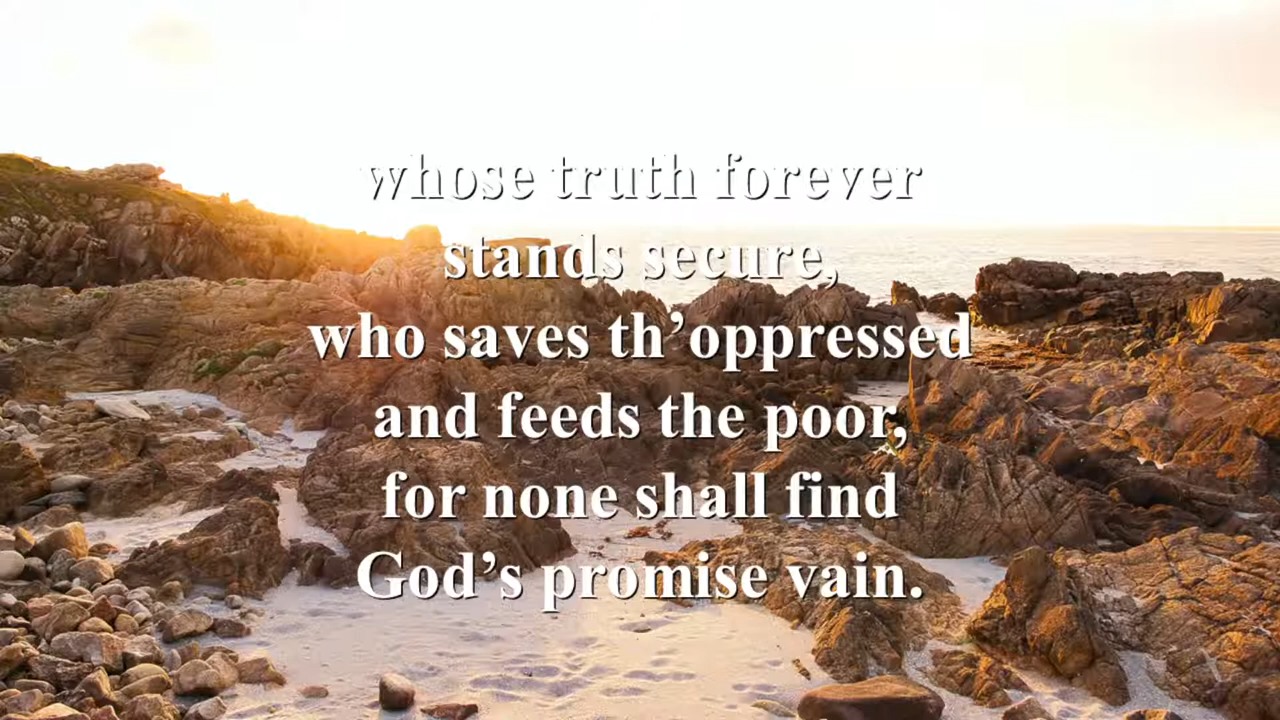 whose truth forever
stands secure,
who saves th’oppressed
and feeds the poor,
for none shall find
God’s promise vain.